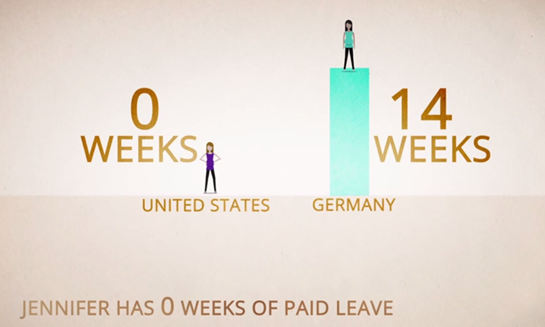 0
WEEKS
14
WEEKS
UNITED STATES
GERMANY
JENNIFER HAS 0 WEEKS OF PAID LEAVE